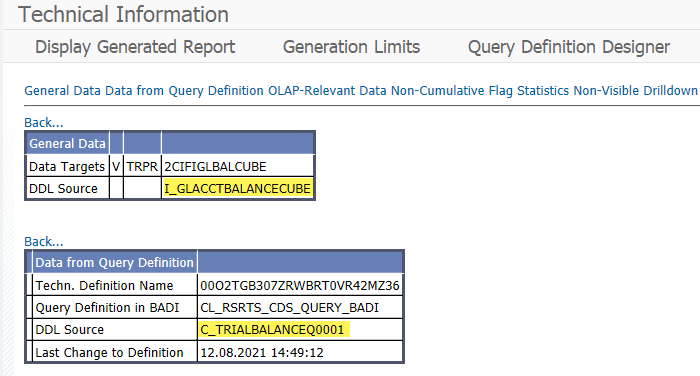 Technical Information
Display Generated Report Generation Limits Query Definition Designer
General Data Data from Query Definition OLAP-Relevant Data Non-Cumulative Flag Statistics Non-Visible Drilldown
Back...
General Data
Data Targets V TRPR 2CIFIGLBALCUBE
DDL Source I_GLACCTBALANCECUBE
Back...
Data from Query Definition
Techn. Definition Name 00O2TGB307ZRWBRT0VR42MZ36
Query Definition in BADI CL_RSRTS_CDS_QUERY_BADI
DDL Source C_TRIALBALANCEQ0001
Last Change to Definition 12.08.2021 14:49:12